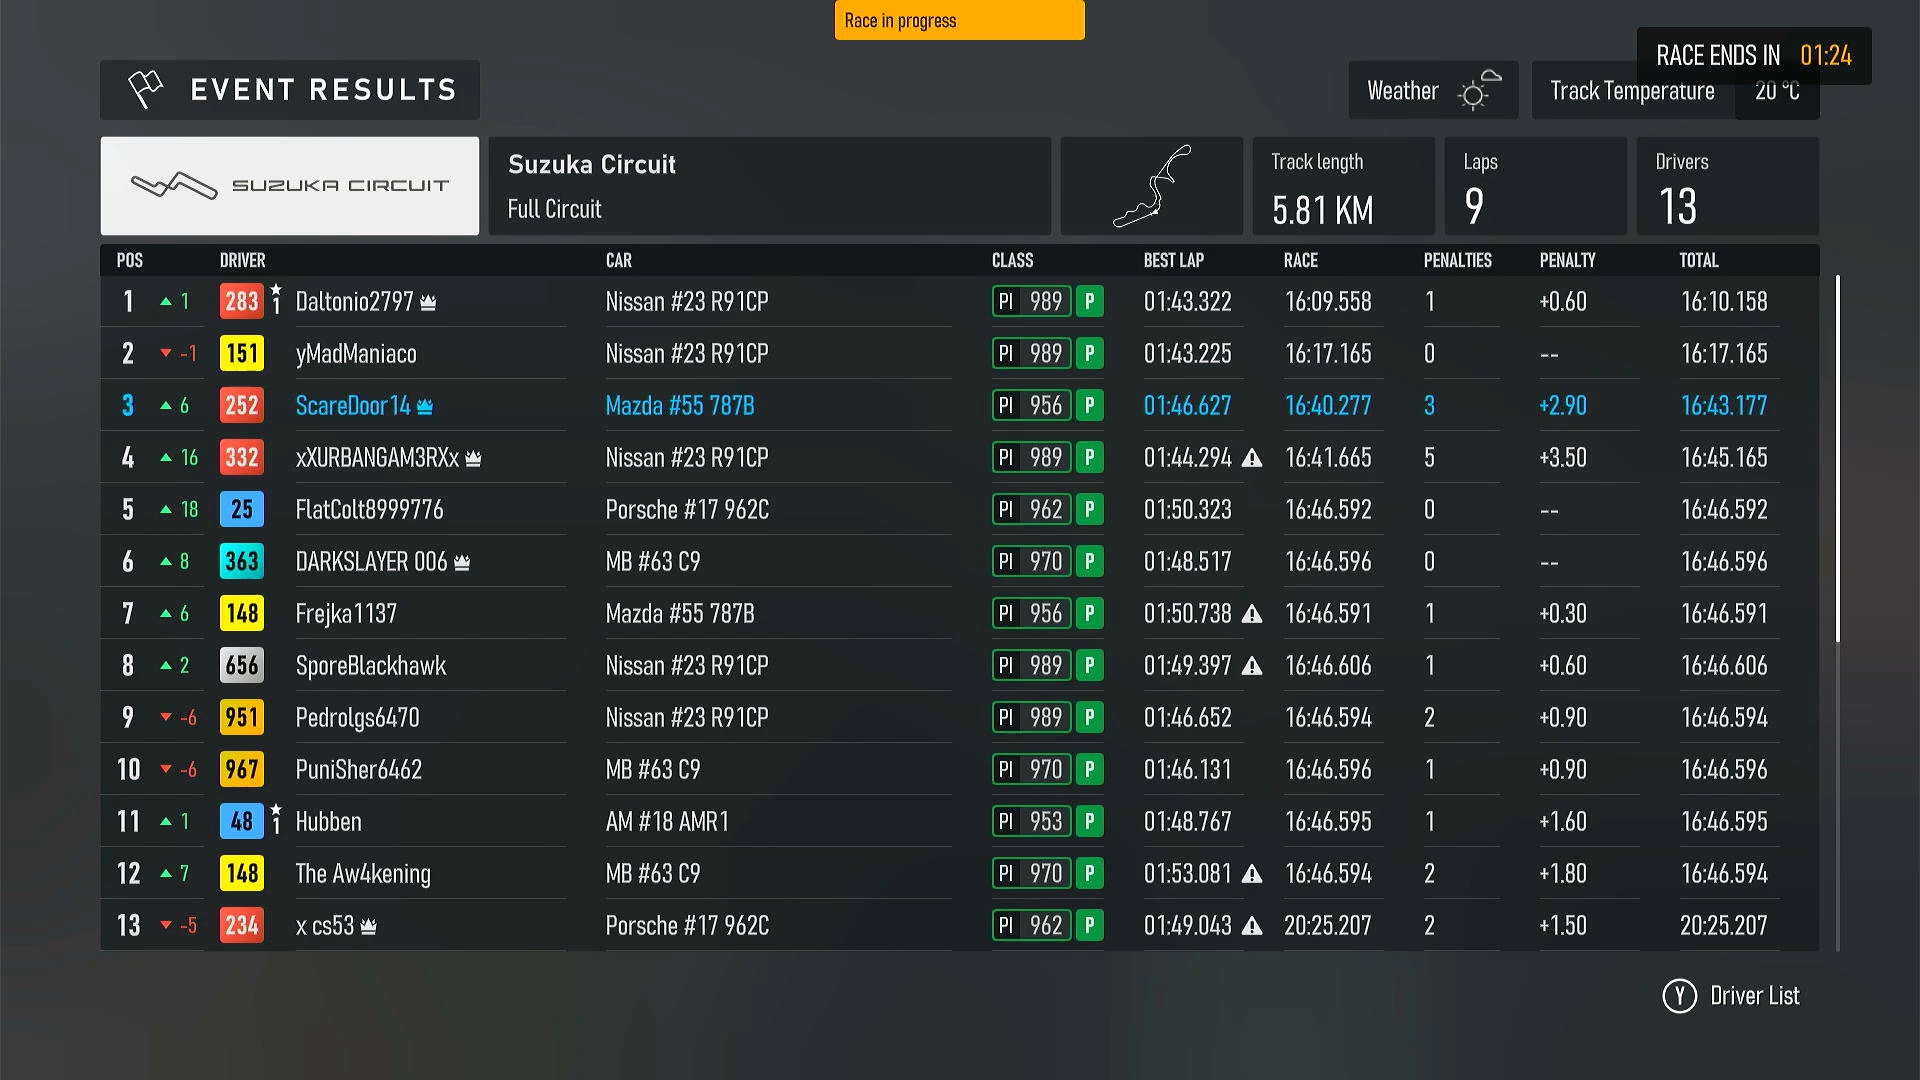 Race in progress
RACE ENDS IN 01:24
EVENT RESULTS
Weather
Track Temperature 20 °C
SUZUKA CIRCUIT
Suzuka Circuit
Full Circuit
Track length
5.81 KM
Laps
9
Drivers
13
POS DRIVER CAR CLASS BEST LAP RACE PENALTIES PENALTY TOTAL
1 1 283 1 Daltonio2797 Nissan #23 R91CP PI 989 P 01:43.322 16:09.558 1 +0.60 16:10.158
2 -1 151 yMadManiaco Nissan #23 R91CP PI 989 P 01:43.225 16:17.165 0 -- 16:17.165
3 6 252 ScareDoor14 Mazda #55 787B PI 956 P 01:46.627 16:40.277 3 +2.90 16:43.177
4 16 332 xXURBANGAM3RXx Nissan #23 R91CP PI 989 P 01:44.294 16:41.665 5 +3.50 16:45.165
5 18 25 FlatColt8999776 Porsche #17 962C PI 962 P 01:50.323 16:46.592 0 -- 16:46.592
6 8 363 DARKSLAYER 006 MB #63 C9 PI 970 P 01:48.517 16:46.596 0 -- 16:46.596
7 6 148 Frejka1137 Mazda #55 787B PI 956 P 01:50.738 16:46.591 1 +0.30 16:46.591
8 2 656 SporeBlackhawk Nissan #23 R91CP PI 989 P 01:49.397 16:46.606 1 +0.60 16:46.606
9 -6 951 Pedrolgs6470 Nissan #23 R91CP PI 989 P 01:46.652 16:46.594 2 +0.90 16:46.594
10 -6 967 PuniSher6462 MB #63 C9 PI 970 P 01:46.131 16:46.596 1 +0.90 16:46.596
11 1 48 1 Hubben AM #18 AMR1 PI 953 P 01:48.767 16:46.595 1 +1.60 16:46.595
12 7 148 The Aw4kening MB #63 C9 PI 970 P 01:53.081 16:46.594 2 +1.80 16:46.594
13 -5 234 x cs53 Porsche #17 962C PI 962 P 01:49.043 20:25.207 2 +1.50 20:25.207
Y Driver List